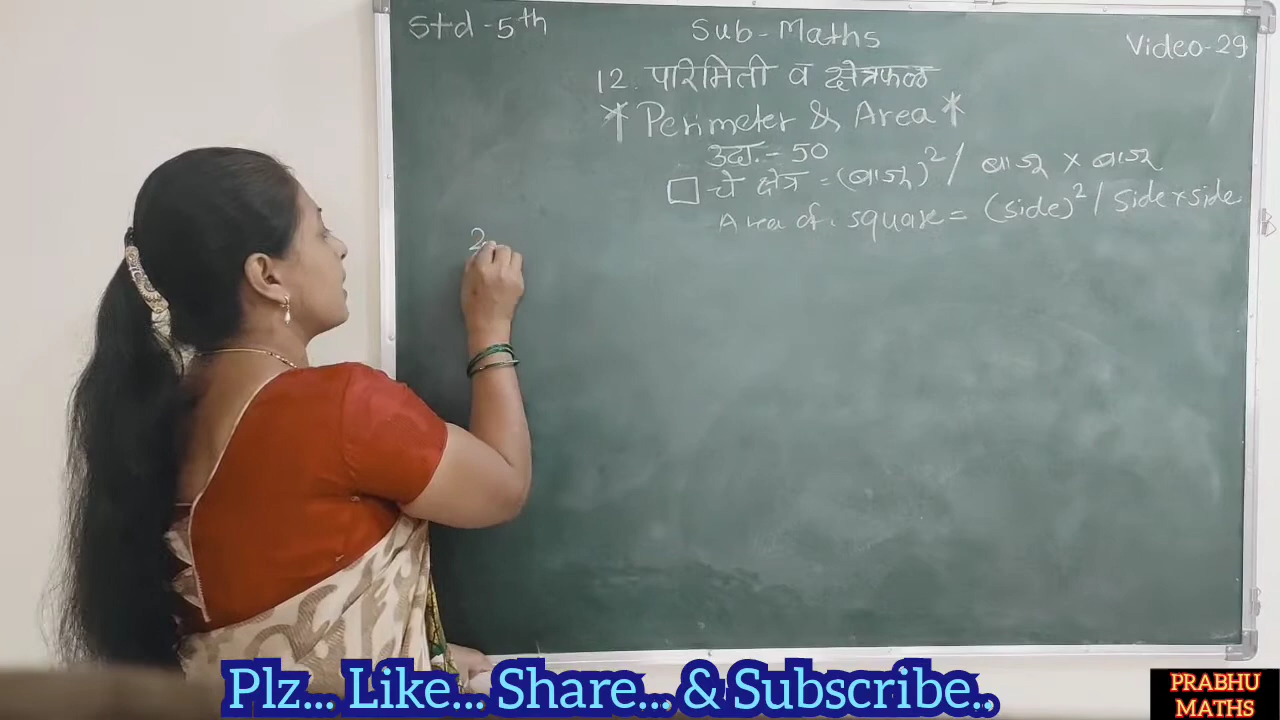 Std-5th
Sub-Maths
Video-29
12. परिमिती व क्षेत्रफळ
* Perimeter & Area *
उदा.- 50
□ चे क्षेत्र = (बाजू)² / बाजू × बाजू
Area of square = (side)² / Side × side
2
Plz... Like... Share... & Subscribe..
PRABHU
MATHS